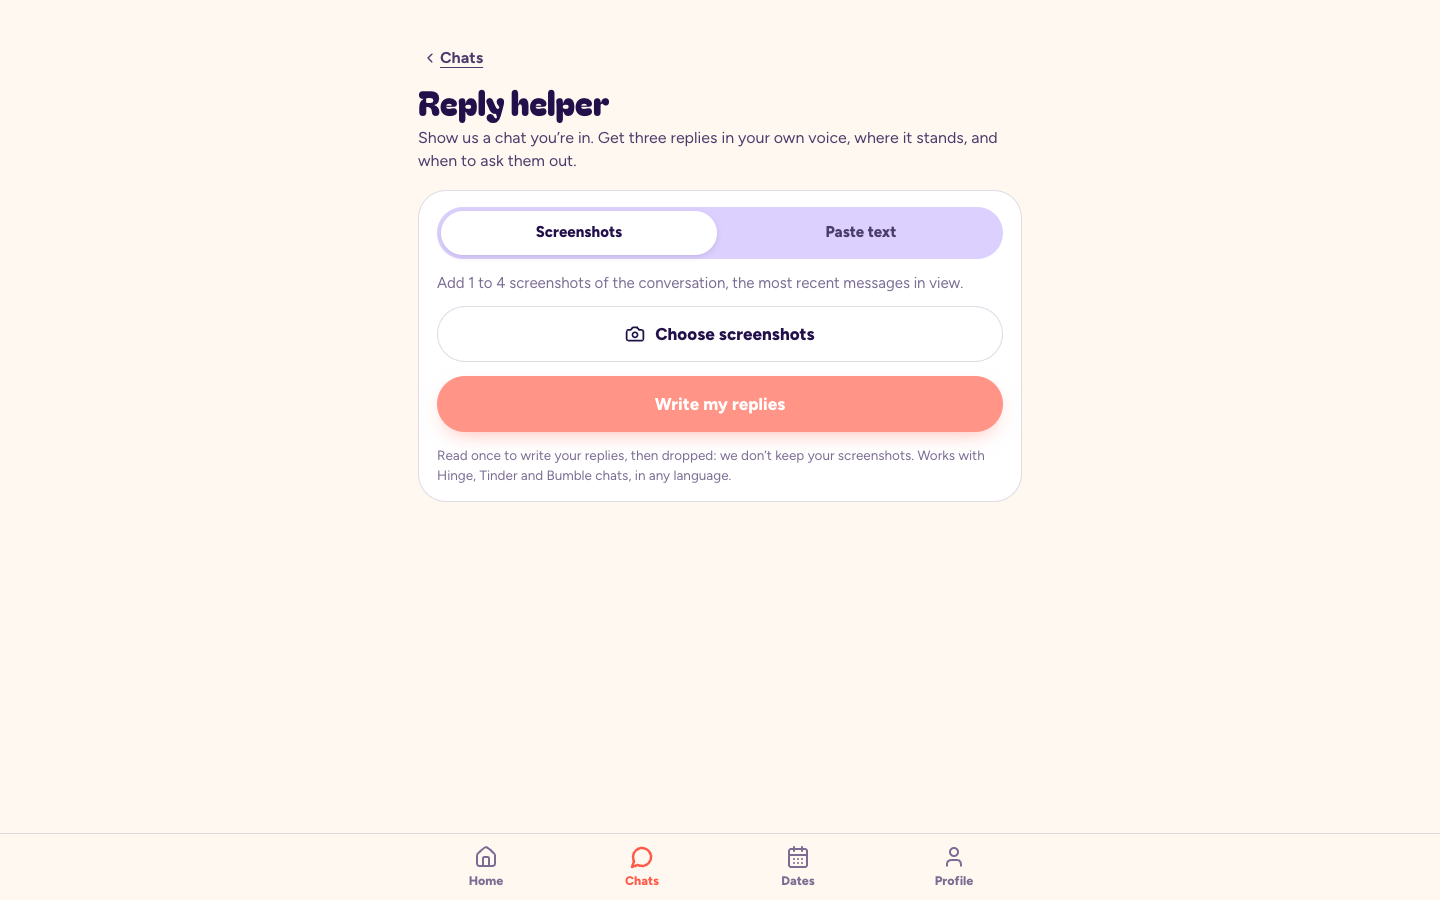 Chats
Reply helper
Show us a chat you’re in. Get three replies in your own voice, where it stands, and
when to ask them out.
Screenshots
Paste text
Add 1 to 4 screenshots of the conversation, the most recent messages in view.
Choose screenshots
Write my replies
Read once to write your replies, then dropped: we don’t keep your screenshots. Works with
Hinge, Tinder and Bumble chats, in any language.
Home
Chats
Dates
Profile